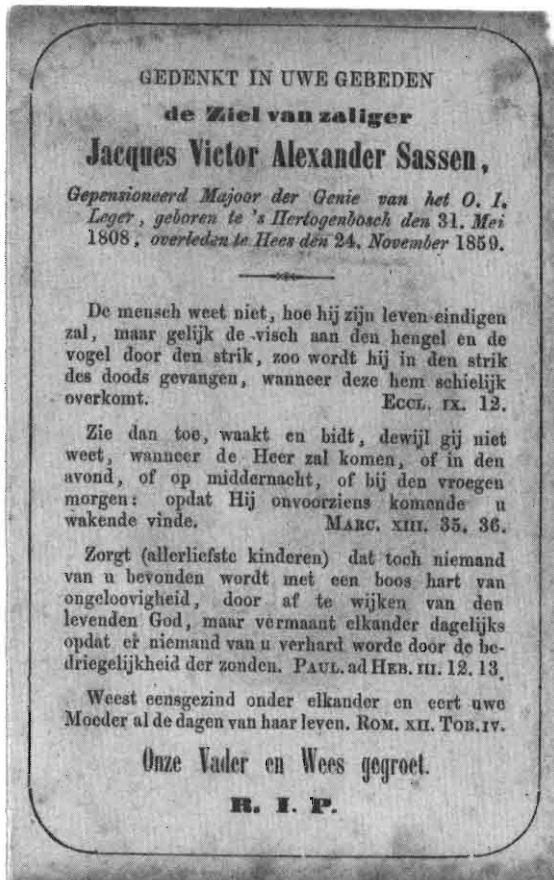 GEDENKT IN UWE GEBEDEN
de Ziel van zaliger
Jacques Victor Alexander Sassen,
Gepensioneerd Majoor der Genie van het O. I.
Leger, geboren te 's Hertogenbosch den 31. Mei
1808, overleden te Hees den 24. November 1859.
De mensch weet niet, hoe hij zijn leven eindigen
zal, maar gelijk de visch aan den hengel en de
vogel door den strik, zoo wordt hij in den strik
des doods gevangen, wanneer deze hem schielijk
overkomt. ECCL. IX. 12.
Zie dan toe, waakt en bidt, dewijl gij niet
weet, wanneer de Heer zal komen, of in den
avond, of op middernacht, of bij den vroegen
morgen: opdat Hij onvoorziens komende u
wakende vinde. MARC. XIII. 35. 36.
Zorgt (allerliefste kinderen) dat toch niemand
van u bevonden wordt met een boos hart van
ongeloovigheid, door af te wijken van den
levenden God, maar vermaant elkander dagelijks
opdat er niemand van u verhard worde door de be-
driegelijkheid der zonden. PAUL. ad HEB. III. 12. 13.
Weest eensgezind onder elkander en eert uwe
Moeder al de dagen van haar leven. ROM. XII. TOB. IV.
Onze Vader en Wees gegroet.
R. I. P.